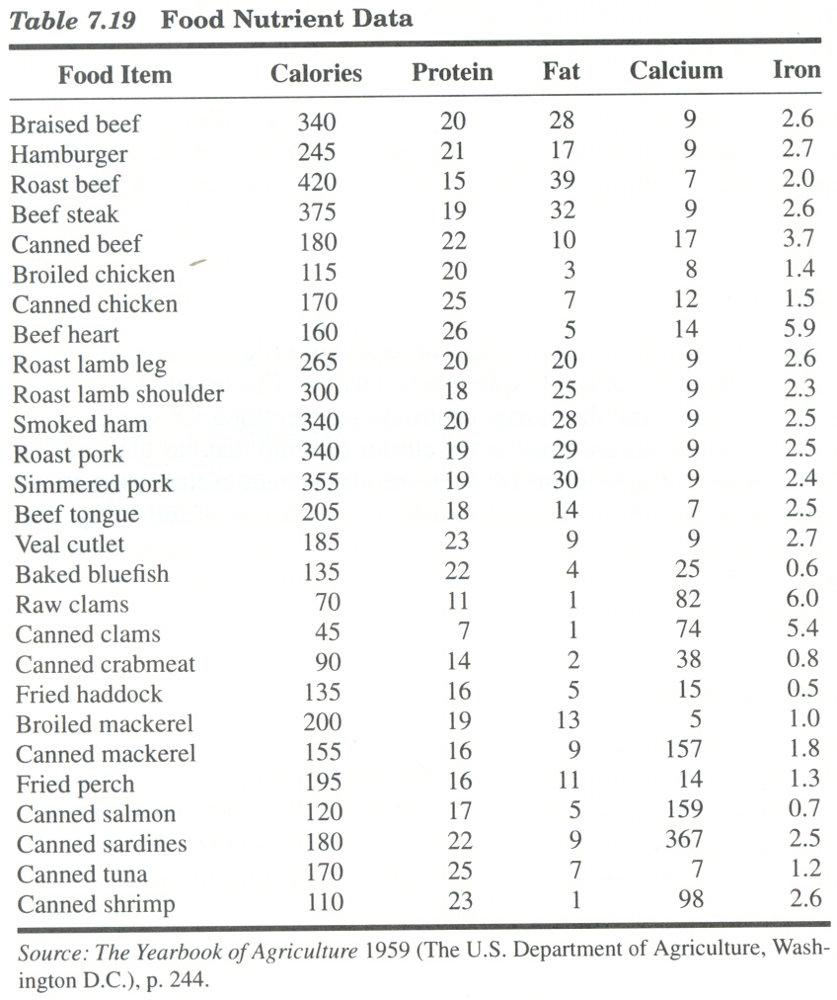 Table 7.19 Food Nutrient Data
Food Item Calories Protein Fat Calcium Iron
Braised beef 340 20 28 9 2.6
Hamburger 245 21 17 9 2.7
Roast beef 420 15 39 7 2.0
Beef steak 375 19 32 9 2.6
Canned beef 180 22 10 17 3.7
Broiled chicken 115 20 3 8 1.4
Canned chicken 170 25 7 12 1.5
Beef heart 160 26 5 14 5.9
Roast lamb leg 265 20 20 9 2.6
Roast lamb shoulder 300 18 25 9 2.3
Smoked ham 340 20 28 9 2.5
Roast pork 340 19 29 9 2.5
Simmered pork 355 19 30 9 2.4
Beef tongue 205 18 14 7 2.5
Veal cutlet 185 23 9 9 2.7
Baked bluefish 135 22 4 25 0.6
Raw clams 70 11 1 82 6.0
Canned clams 45 7 1 74 5.4
Canned crabmeat 90 14 2 38 0.8
Fried haddock 135 16 5 15 0.5
Broiled mackerel 200 19 13 5 1.0
Canned mackerel 155 16 9 157 1.8
Fried perch 195 16 11 14 1.3
Canned salmon 120 17 5 159 0.7
Canned sardines 180 22 9 367 2.5
Canned tuna 170 25 7 7 1.2
Canned shrimp 110 23 1 98 2.6
Source: The Yearbook of Agriculture 1959 (The U.S. Department of Agriculture, Wash-
ington D.C.), p. 244.